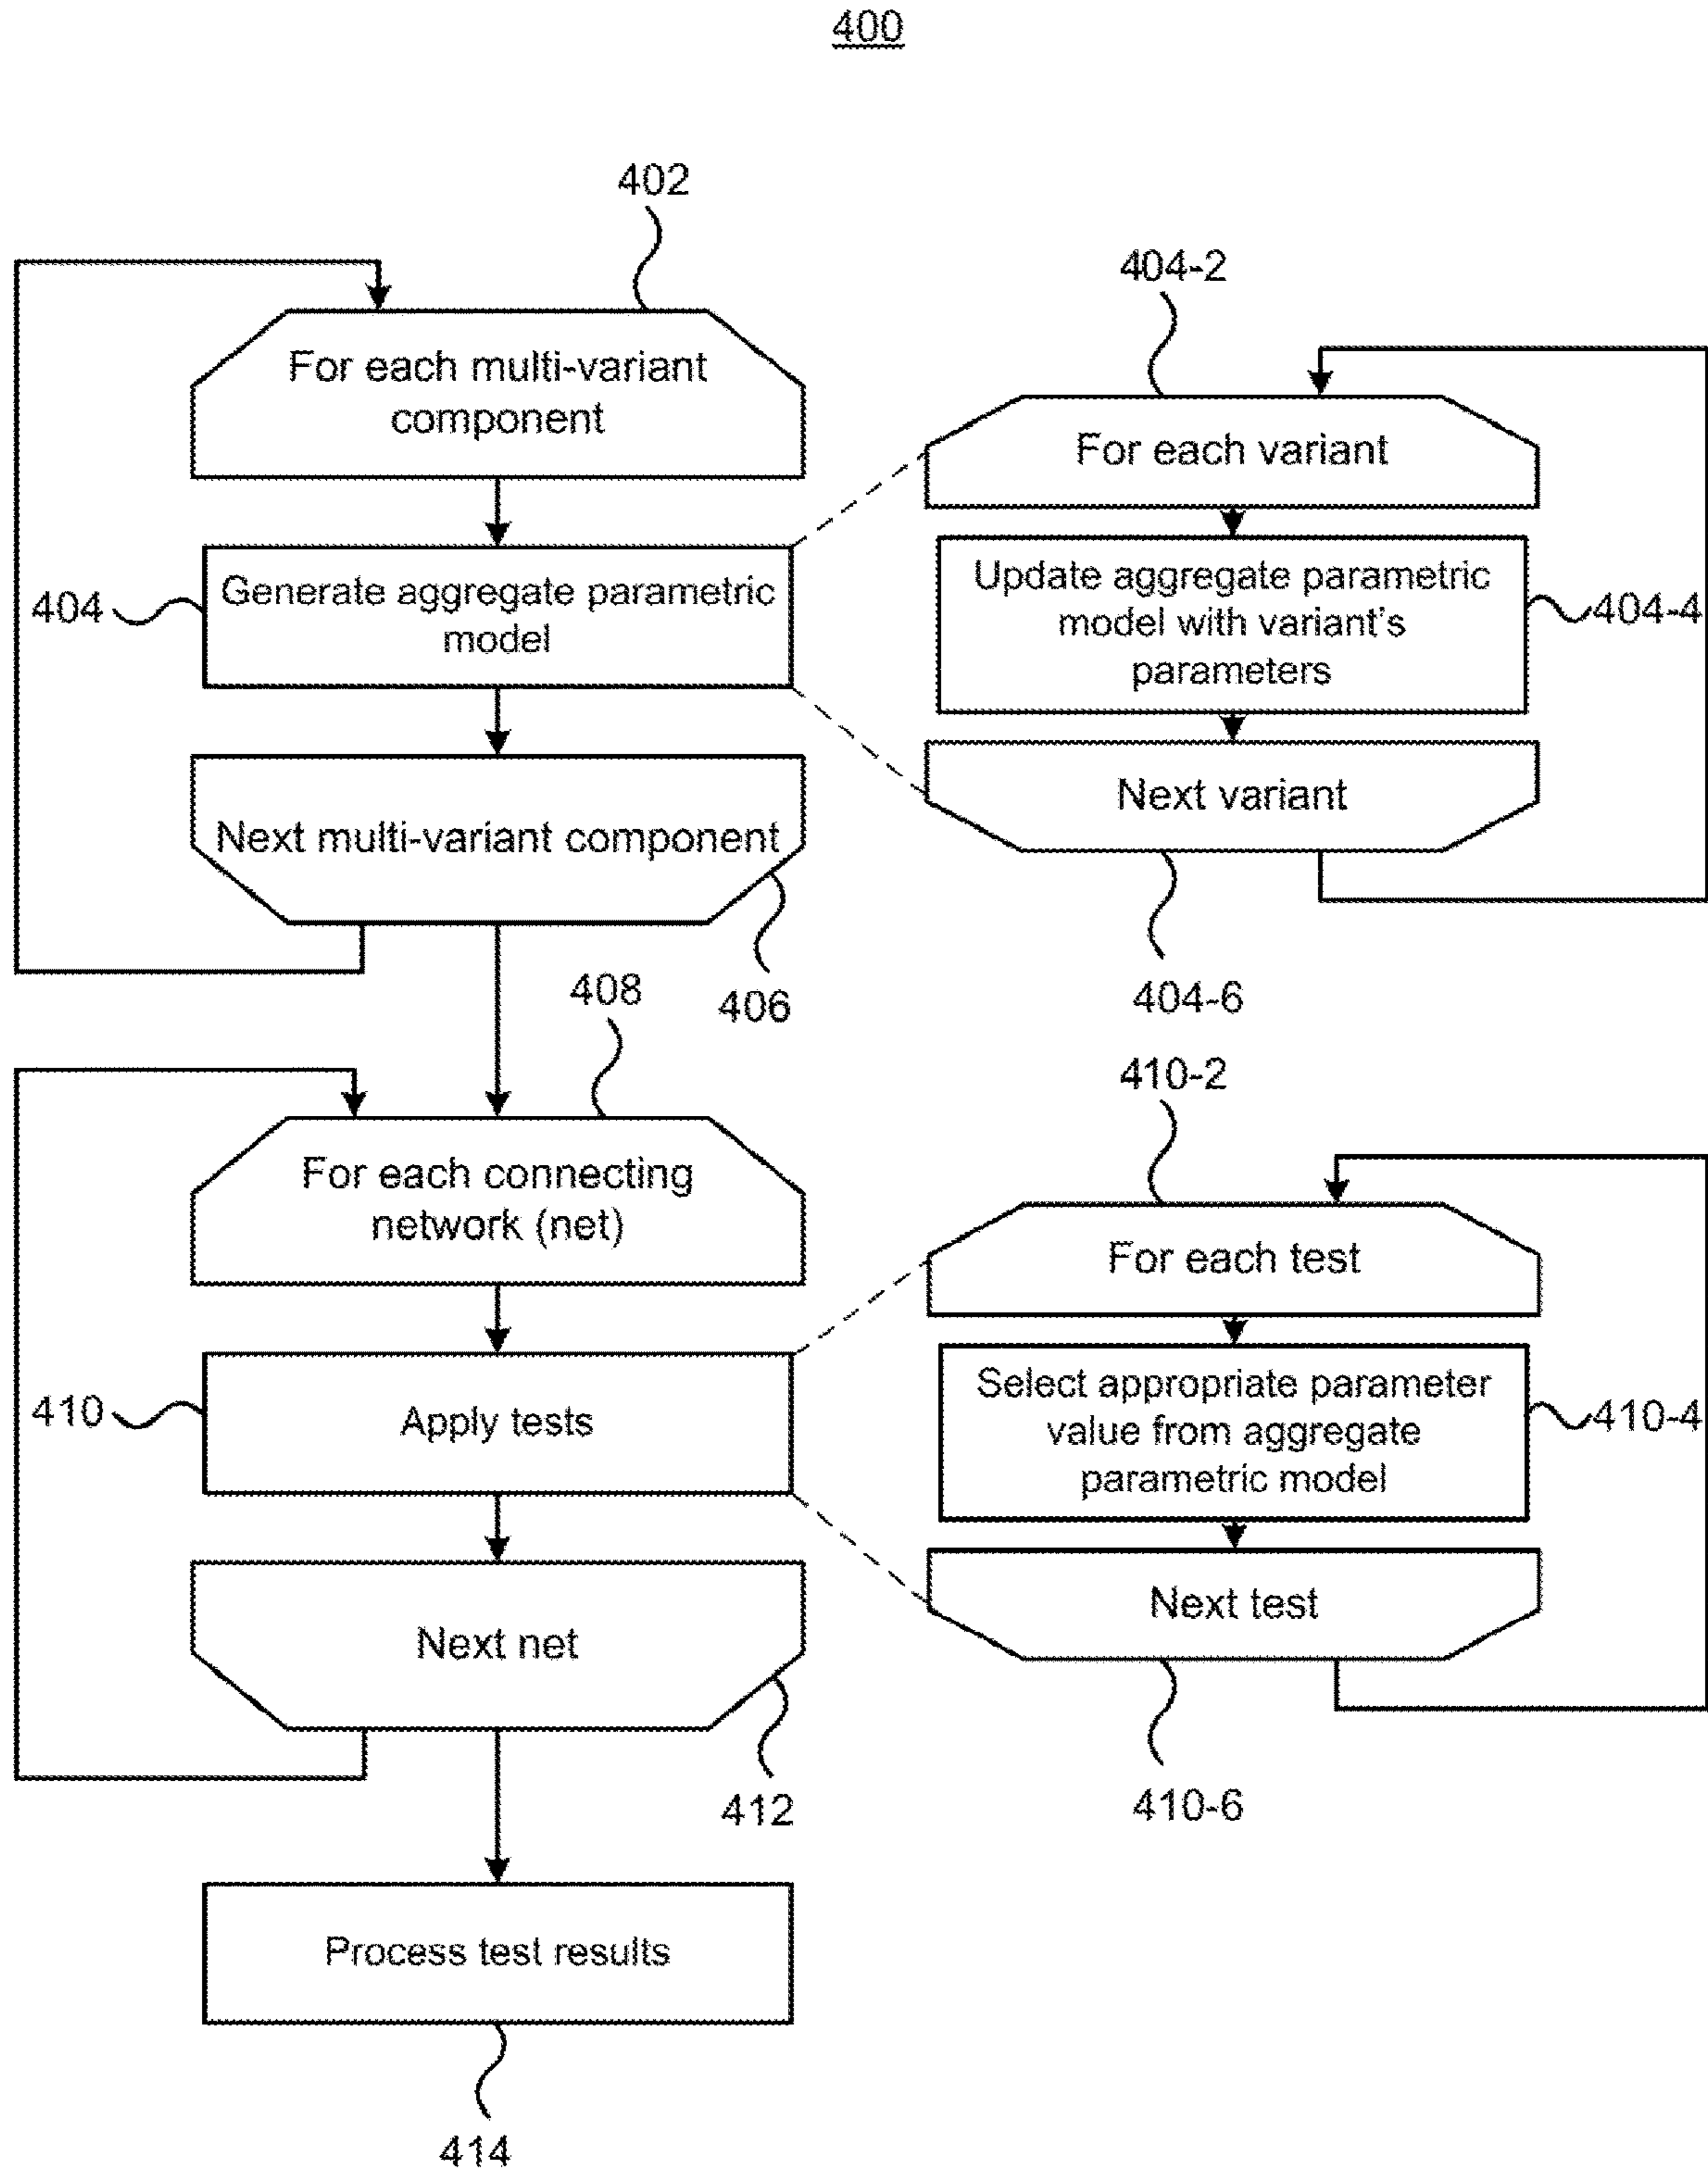 400
402
For each multi-variant
component
404
Generate aggregate parametric
model
Next multi-variant component
406
404-2
For each variant
Update aggregate parametric
model with variant's
parameters
404-4
Next variant
404-6
408
For each connecting
network (net)
410
Apply tests
Next net
412
410-2
For each test
Select appropriate parameter
value from aggregate
parametric model
410-4
Next test
410-6
Process test results
414